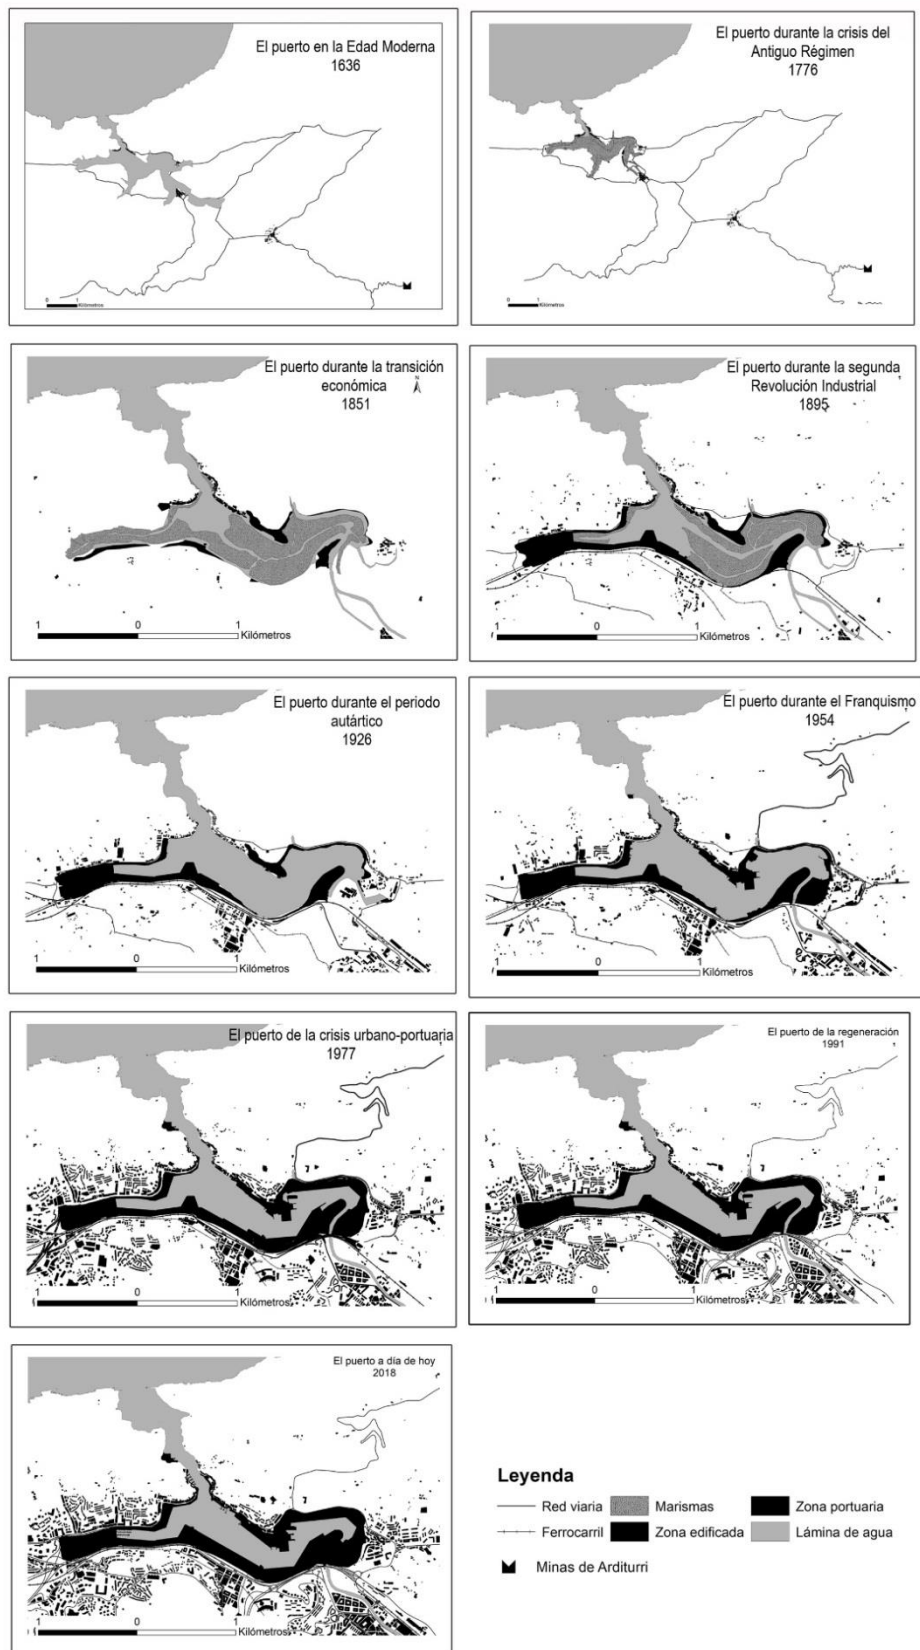 El puerto en la Edad Moderna
1636
0 1
Kilómetros
El puerto durante la crisis del
Antiguo Régimen
1776
0 1
Kilómetros
El puerto durante la transición
económica
1851
N
1 0 1
Kilómetros
El puerto durante la segunda
Revolución Industrial
1895
1 0 1
Kilómetros
El puerto durante el periodo
autártico
1926
1 0 1
Kilómetros
El puerto durante el Franquismo
1954
1 0 1
Kilómetros
El puerto de la crisis urbano-portuaria
1977
1 0 1
Kilómetros
El puerto de la regeneración
1991
1 0 1
Kilómetros
El puerto a día de hoy
2018
1 0 1
Kilómetros
Leyenda
Red viaria Marismas Zona portuaria
Ferrocarril Zona edificada Lámina de agua
Minas de Arditurri